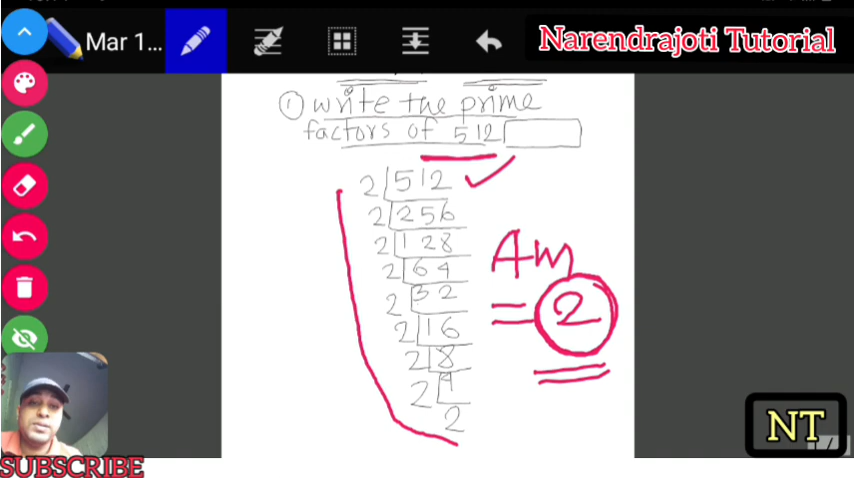 Mar 1...
Narendrajoti Tutorial
① write the prime
factors of 512
2 512
2 256
2 128
2 64
2 32
2 16
2 8
2 4
2
Ans
= 2
NT
SUBSCRIBE